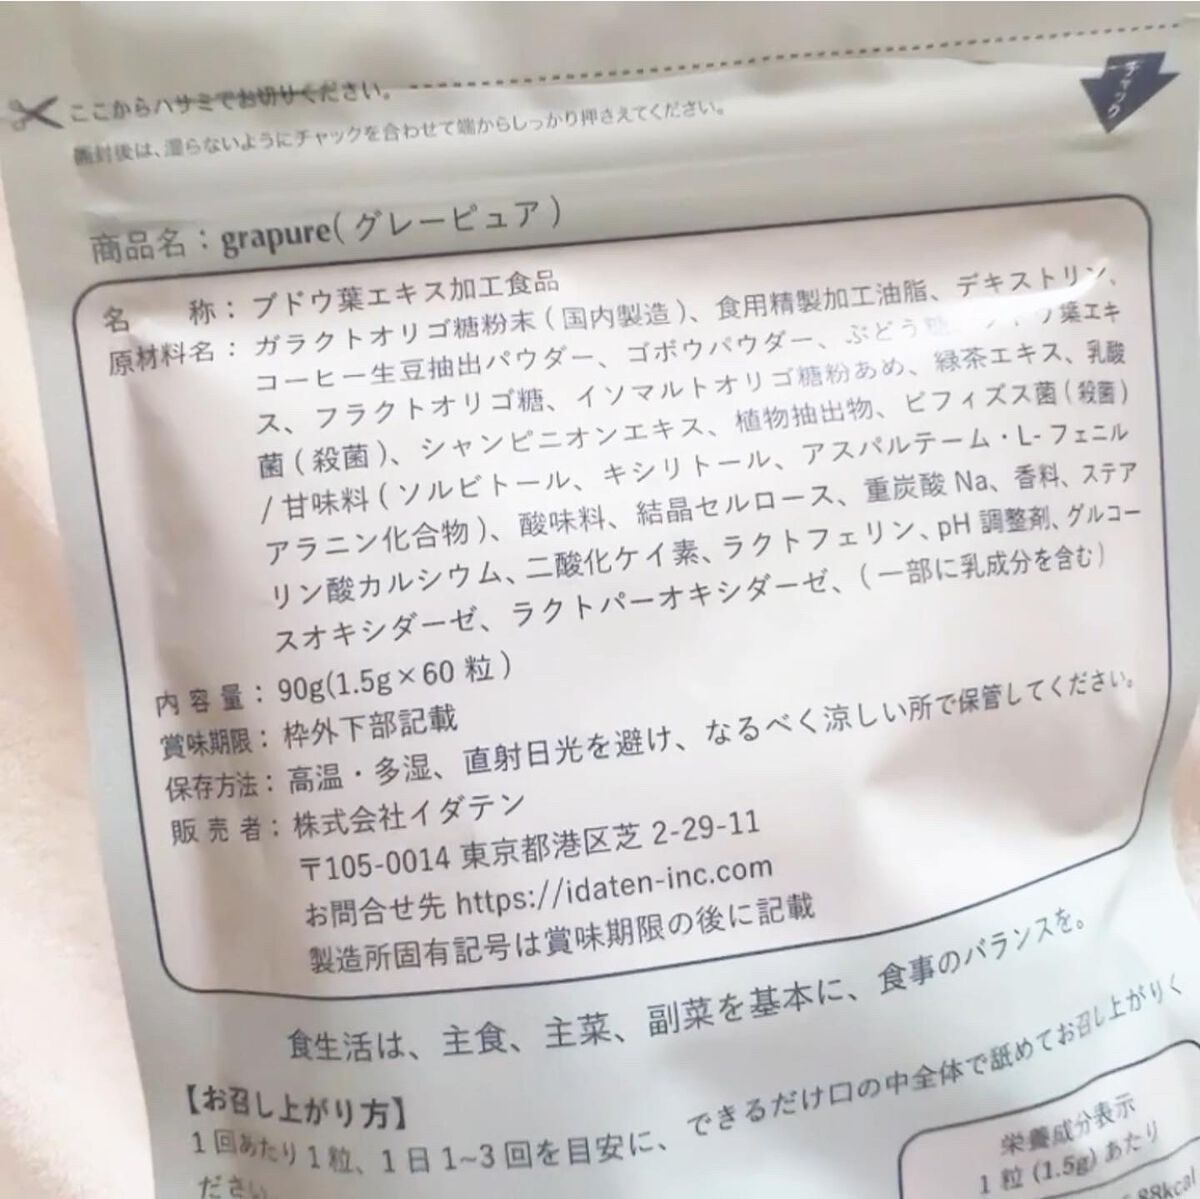 ここからハサミでお切りください。
開封後は、湿らないようにチャックを合わせて端からしっかり押さえてください。
チャック
商品名：grapure(グレーピュア)
名称：ブドウ葉エキス加工食品
原材料名：ガラクトオリゴ糖粉末(国内製造)、食用精製加工油脂、デキストリン、
コーヒー生豆抽出パウダー、ゴボウパウダー、ぶどう糖、ブドウ葉エキ
ス、フラクトオリゴ糖、イソマルトオリゴ糖粉あめ、緑茶エキス、乳酸
菌(殺菌)、シャンピニオンエキス、植物抽出物、ビフィズス菌(殺菌)
/甘味料(ソルビトール、キシリトール、アスパルテーム・L-フェニル
アラニン化合物)、酸味料、結晶セルロース、重炭酸Na、香料、ステア
リン酸カルシウム、二酸化ケイ素、ラクトフェリン、pH調整剤、グルコー
スオキシダーゼ、ラクトパーオキシダーゼ、(一部に乳成分を含む)
内容量：90g(1.5g×60粒)
賞味期限：枠外下部記載
保存方法：高温・多湿、直射日光を避け、なるべく涼しい所で保管してください。
販売者：株式会社イダテン
〒105-0014 東京都港区芝2-29-11
お問合せ先 https://idaten-inc.com
製造所固有記号は賞味期限の後に記載
食生活は、主食、主菜、副菜を基本に、食事のバランスを。
【お召し上がり方】
1回あたり1粒、1日1~3回を目安に、できるだけ口の中全体で舐めてお召し上がりく
ださい
栄養成分表示
1粒(1.5g)あたり
88kcal